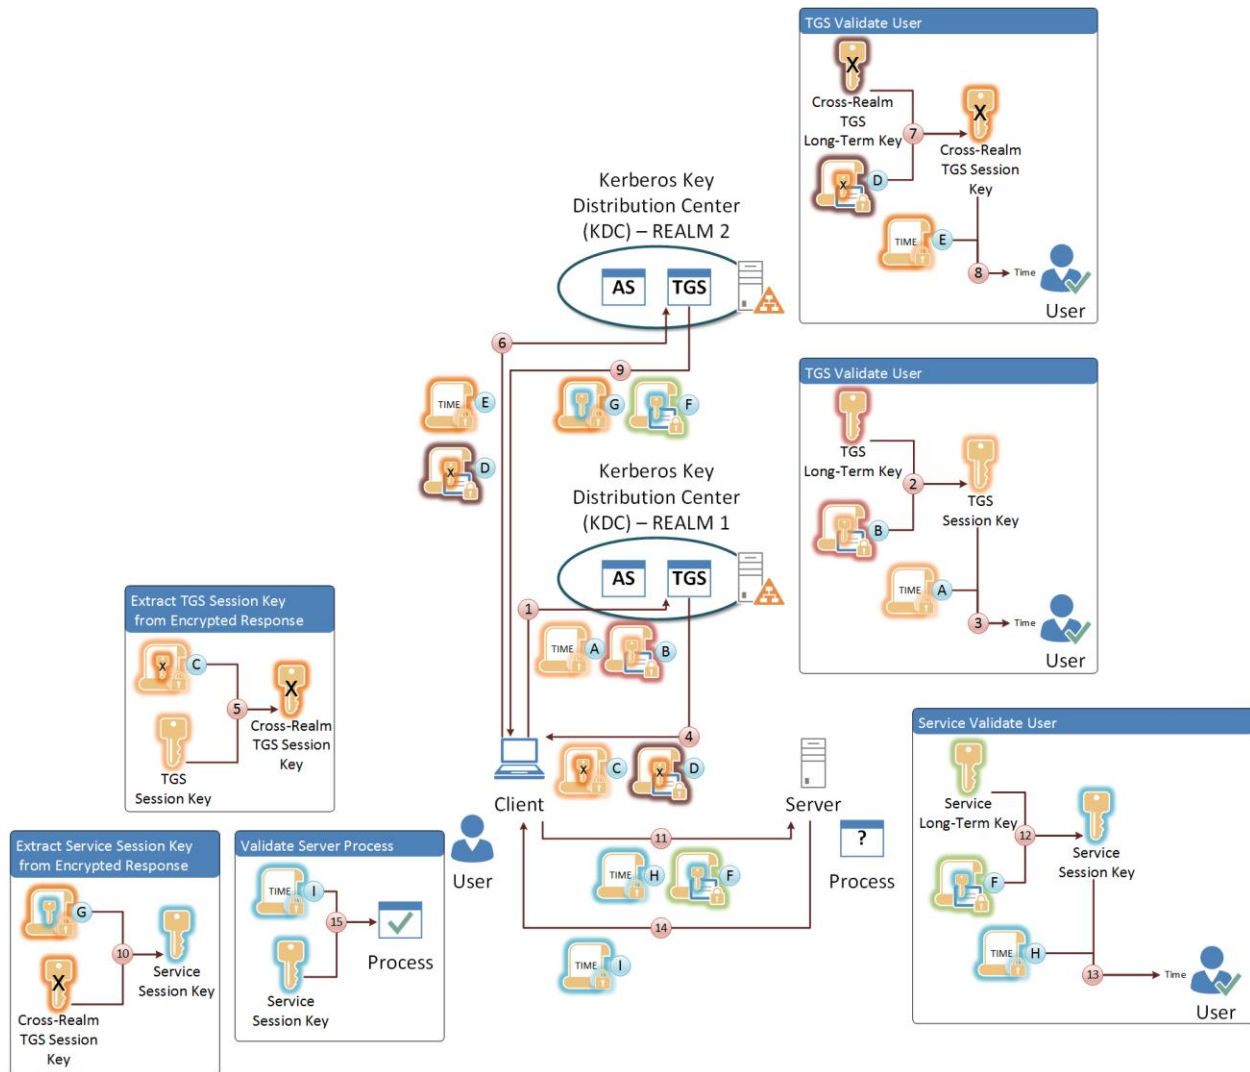 TGS Validate User
X
Cross-Realm
TGS
Long-Term Key
7
X
Cross-Realm
TGS Session
Key
X
D
TIME
E
8
Time
User
Kerberos Key
Distribution Center
(KDC) – REALM 2
AS
TGS
6
9
TIME
E
G
F
X
D
TGS Validate User
TGS
Long-Term Key
2
TGS
Session Key
B
TIME
A
3
Time
User
Kerberos Key
Distribution Center
(KDC) – REALM 1
AS
TGS
1
TIME
A
B
4
X
C
X
D
Extract TGS Session Key
from Encrypted Response
X
C
5
X
Cross-Realm
TGS Session
Key
TGS
Session Key
Client
User
Server
?
Process
11
TIME
H
F
14
TIME
I
Extract Service Session Key
from Encrypted Response
G
10
Service
Session Key
X
Cross-Realm
TGS Session
Key
Validate Server Process
TIME
I
15
Process
Service
Session Key
Service Validate User
Service
Long-Term Key
12
Service
Session Key
F
TIME
H
13
Time
User